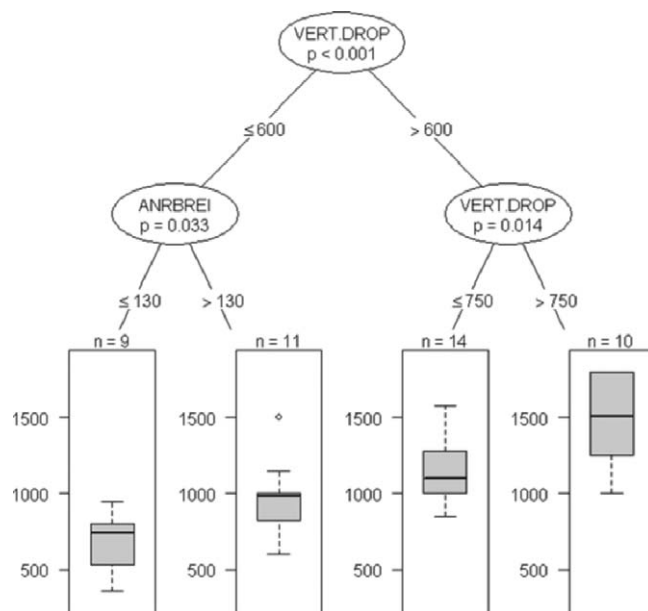 VERT.DROP
p < 0.001
≤600
> 600
ANRBREI
p = 0.033
VERT.DROP
p = 0.014
≤ 130
> 130
≤750
> 750
n = 9
n = 11
n = 14
n = 10
1500
1000
500
1500
1000
500
1500
1000
500
1500
1000
500